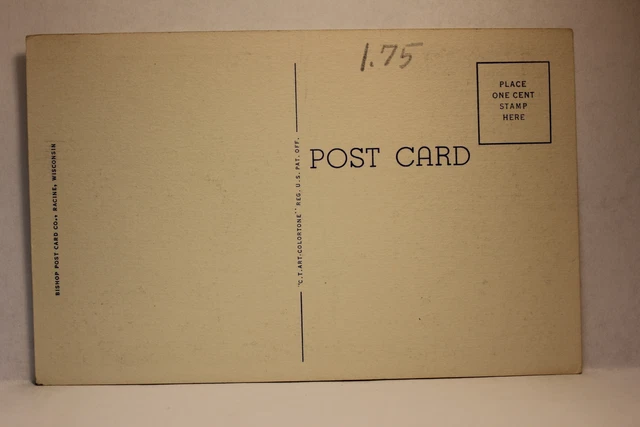 1.75
PLACE
ONE CENT
STAMP
HERE
POST CARD
"C.T.ART-COLORTONE" REG. U.S. PAT. OFF.
BISHOP POST CARD CO., RACINE, WISCONSIN